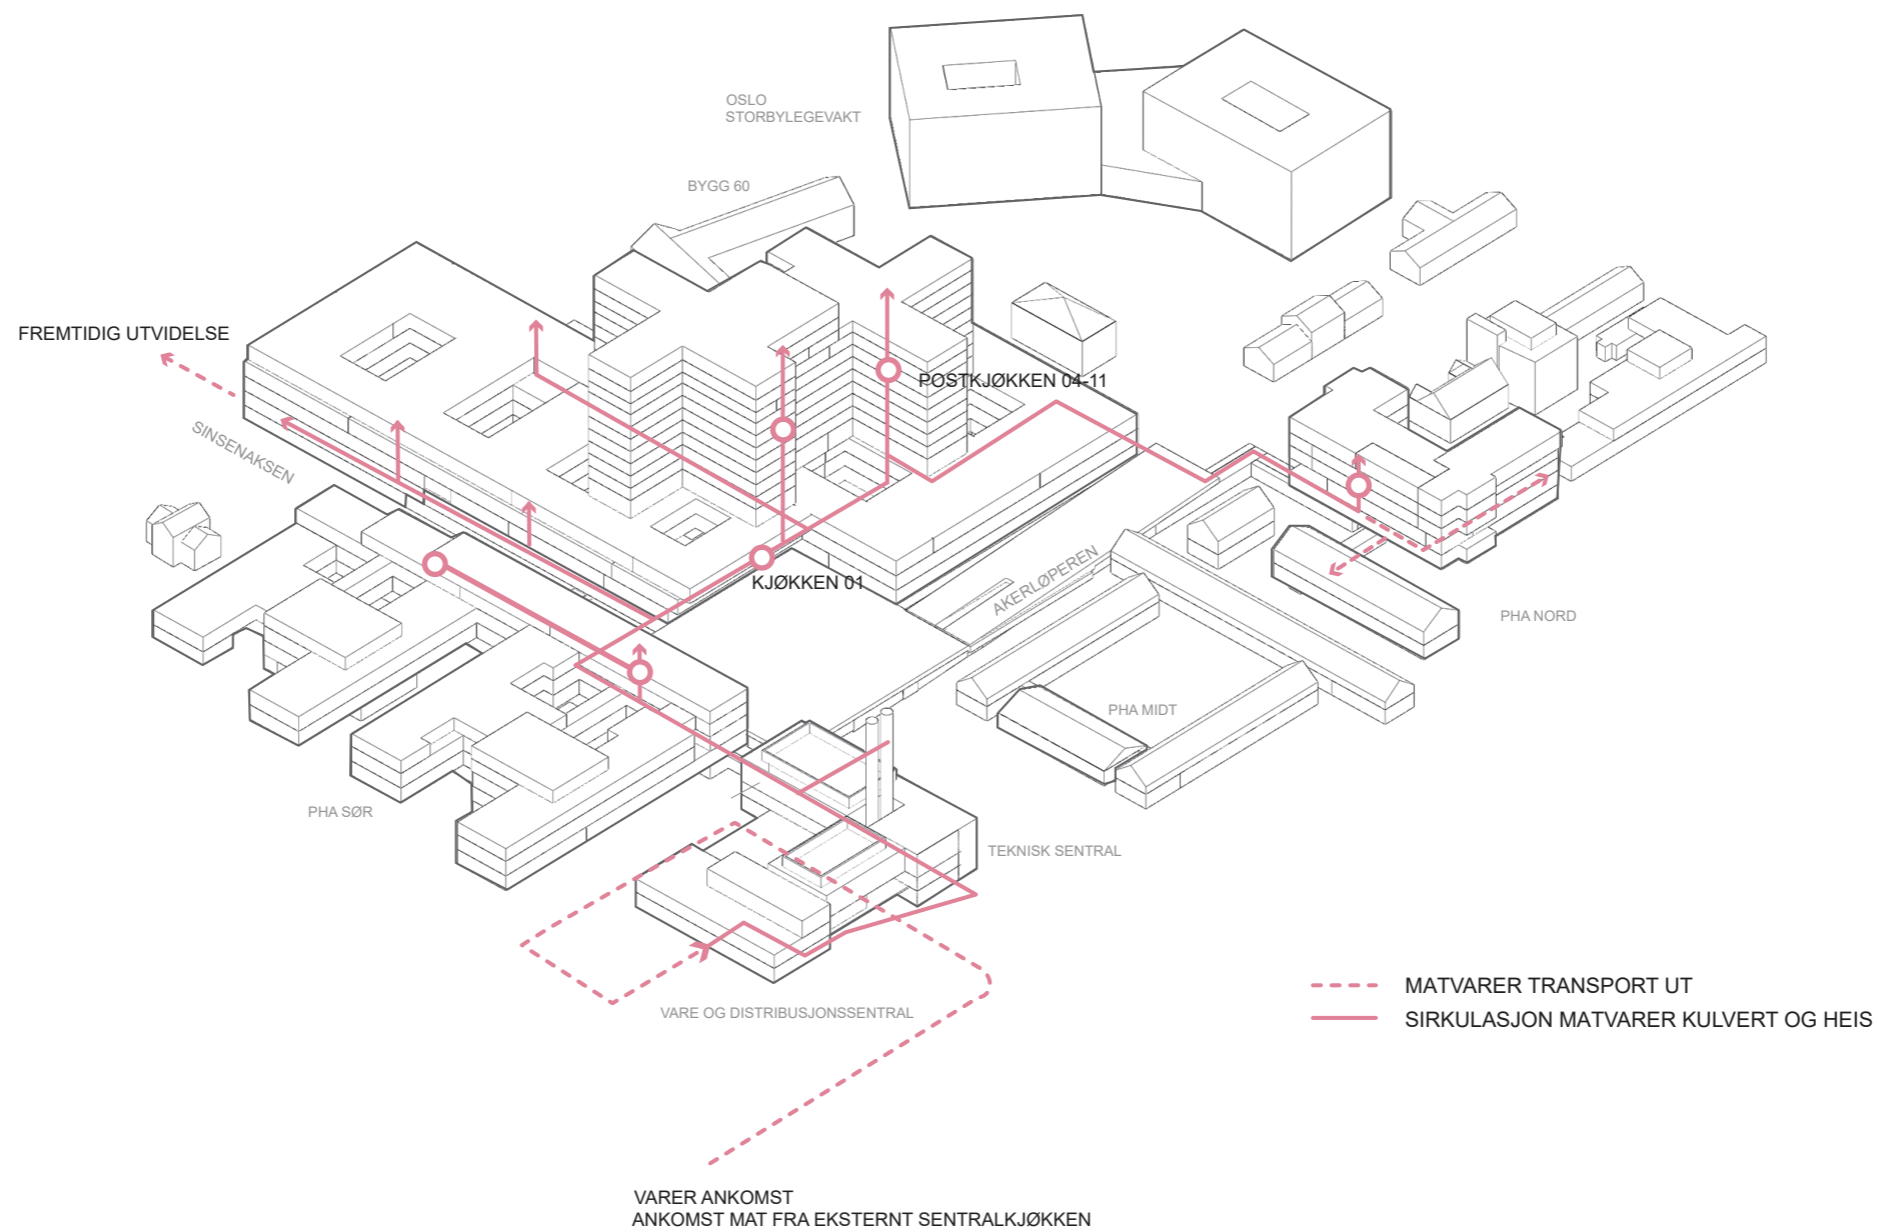 OSLO
STORBYLEGEVAKT
BYGG 60
FREMTIDIG UTVIDELSE
POSTKJØKKEN 04-11
SINSENAKSEN
KJØKKEN 01
AKERLØPEREN
PHA NORD
PHA MIDT
PHA SØR
TEKNISK SENTRAL
VARE OG DISTRIBUSJONSSENTRAL
MATVARER TRANSPORT UT
SIRKULASJON MATVARER KULVERT OG HEIS
VARER ANKOMST
ANKOMST MAT FRA EKSTERNT SENTRALKJØKKEN